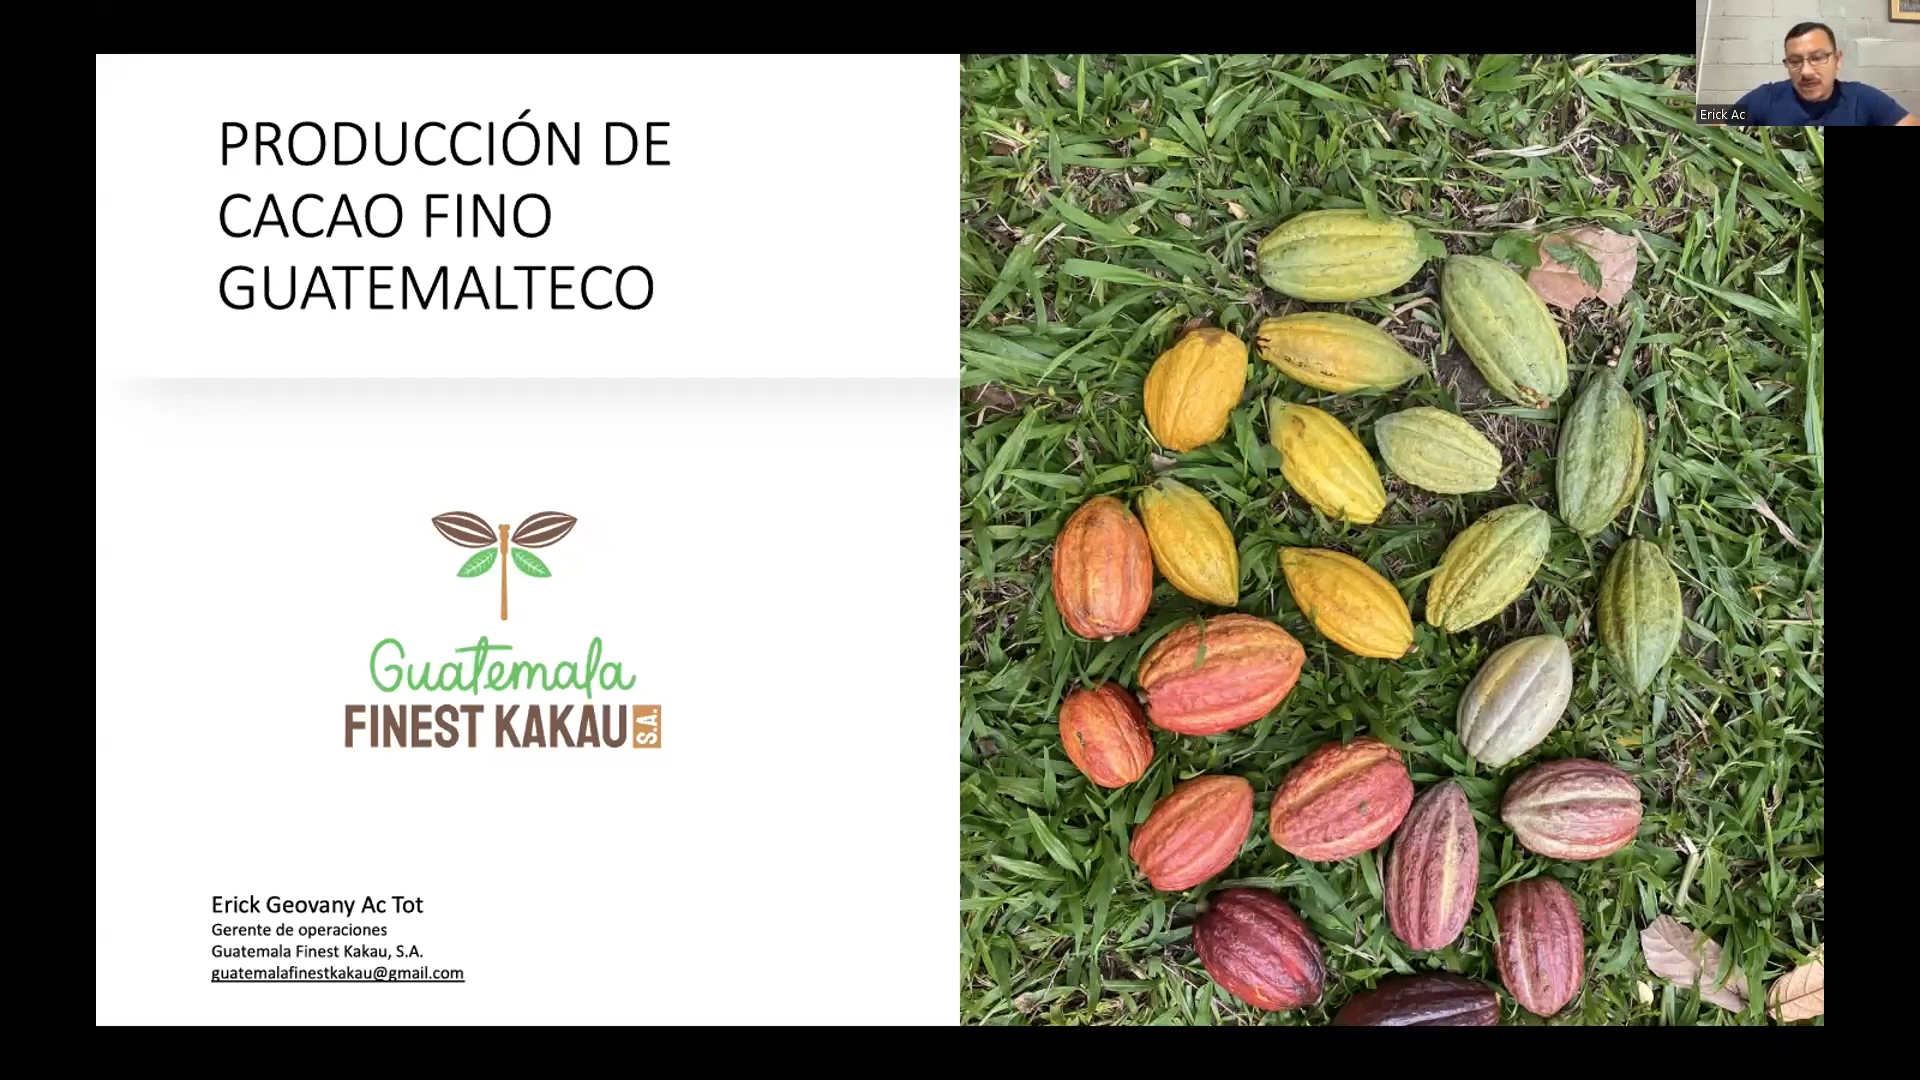 PRODUCCIÓN DE
CACAO FINO
GUATEMALTECO
Guatemala
FINEST KAKAU S.A.
Erick Geovany Ac Tot
Gerente de operaciones
Guatemala Finest Kakau, S.A.
guatemalafinestkakau@gmail.com
Erick Ac